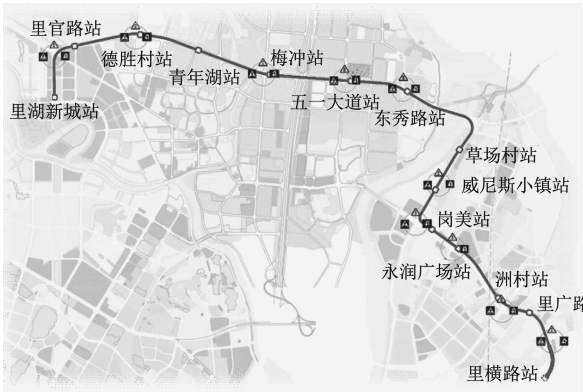 里官路站
德胜村站
梅冲站
青年湖站
里湖新城站
五一大道站
东秀路站
草场村站
威尼斯小镇站
岗美站
永润广场站
洲村站
里广路
里横路站